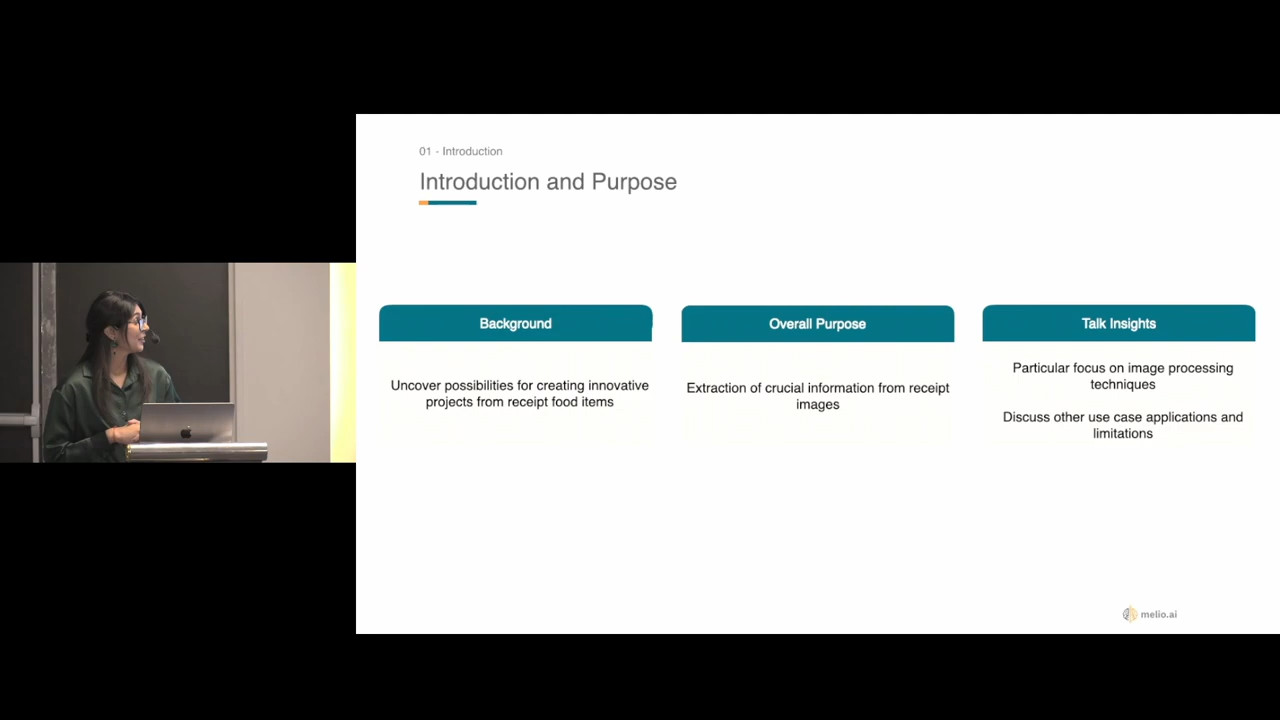 01 - Introduction
Introduction and Purpose
Background
Uncover possibilities for creating innovative
projects from receipt food items
Overall Purpose
Extraction of crucial information from receipt
images
Talk Insights
Particular focus on image processing
techniques
Discuss other use case applications and
limitations
melio.ai